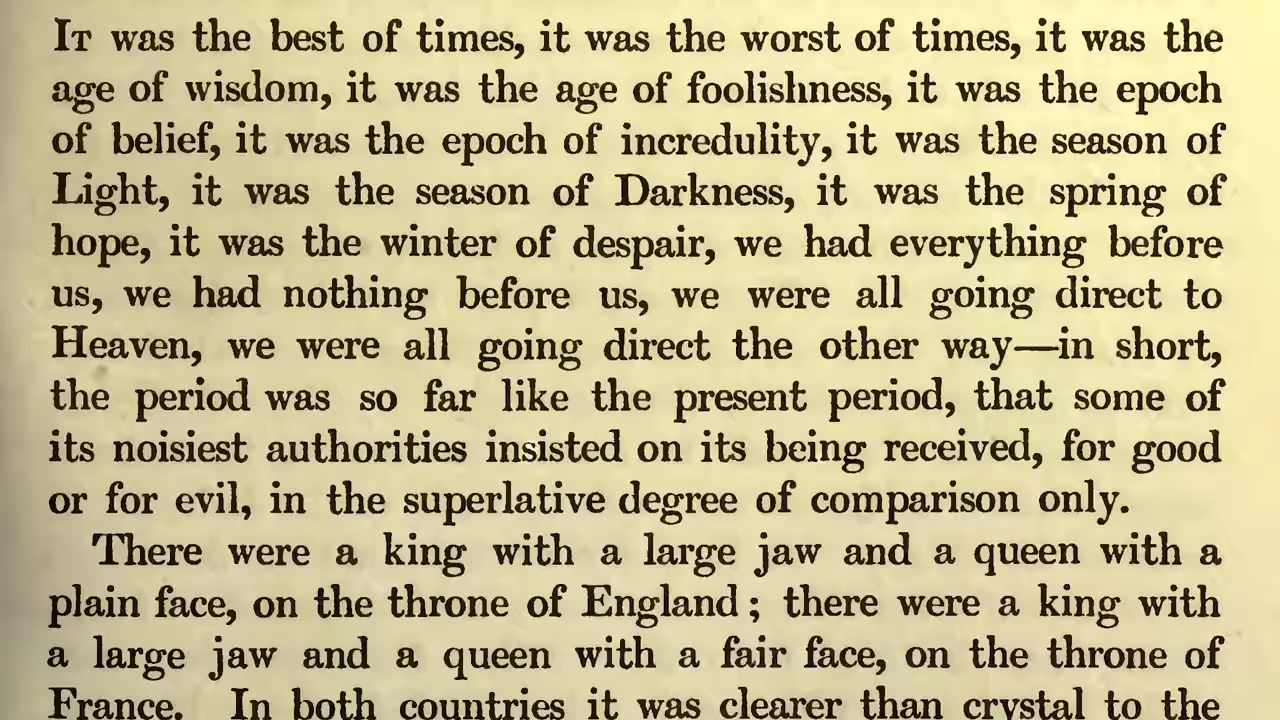 It was the best of times, it was the worst of times, it was the
age of wisdom, it was the age of foolishness, it was the epoch
of belief, it was the epoch of incredulity, it was the season of
Light, it was the season of Darkness, it was the spring of
hope, it was the winter of despair, we had everything before
us, we had nothing before us, we were all going direct to
Heaven, we were all going direct the other way—in short,
the period was so far like the present period, that some of
its noisiest authorities insisted on its being received, for good
or for evil, in the superlative degree of comparison only.
There were a king with a large jaw and a queen with a
plain face, on the throne of England; there were a king with
a large jaw and a queen with a fair face, on the throne of
France. In both countries it was clearer than crystal to the